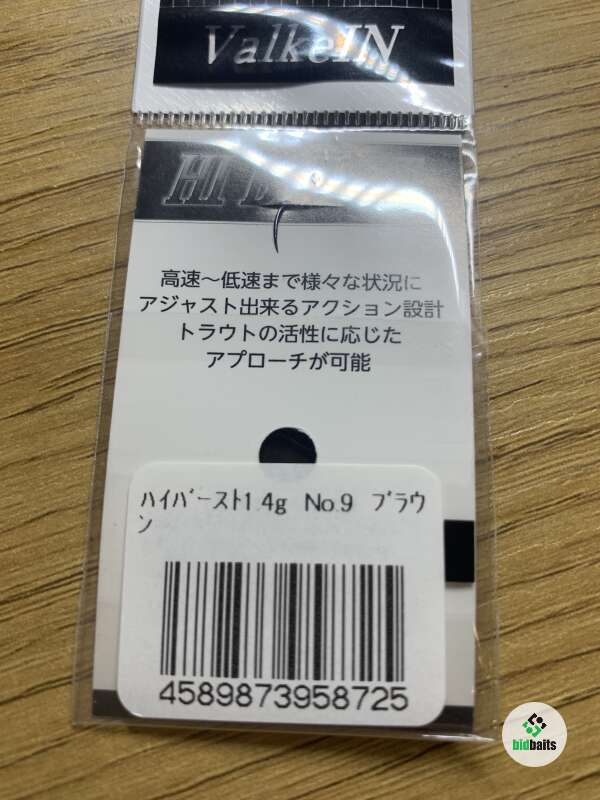 ValkeIN
HI
高速～低速まで様々な状況に
アジャスト出来るアクション設計
トラウトの活性に応じた
アプローチが可能
ﾊｲﾊﾞｰｽﾄ1.4g No.9 ﾌﾞﾗｳ
ﾝ
4589873958725
bidbaits